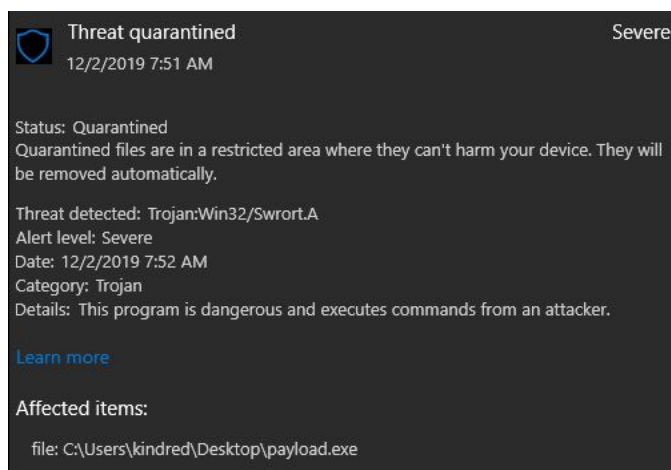 Threat quarantined Severe
12/2/2019 7:51 AM
Status: Quarantined
Quarantined files are in a restricted area where they can't harm your device. They will
be removed automatically.
Threat detected: Trojan:Win32/Swrort.A
Alert level: Severe
Date: 12/2/2019 7:52 AM
Category: Trojan
Details: This program is dangerous and executes commands from an attacker.
Learn more
Affected items:
file: C:\Users\kindred\Desktop\payload.exe